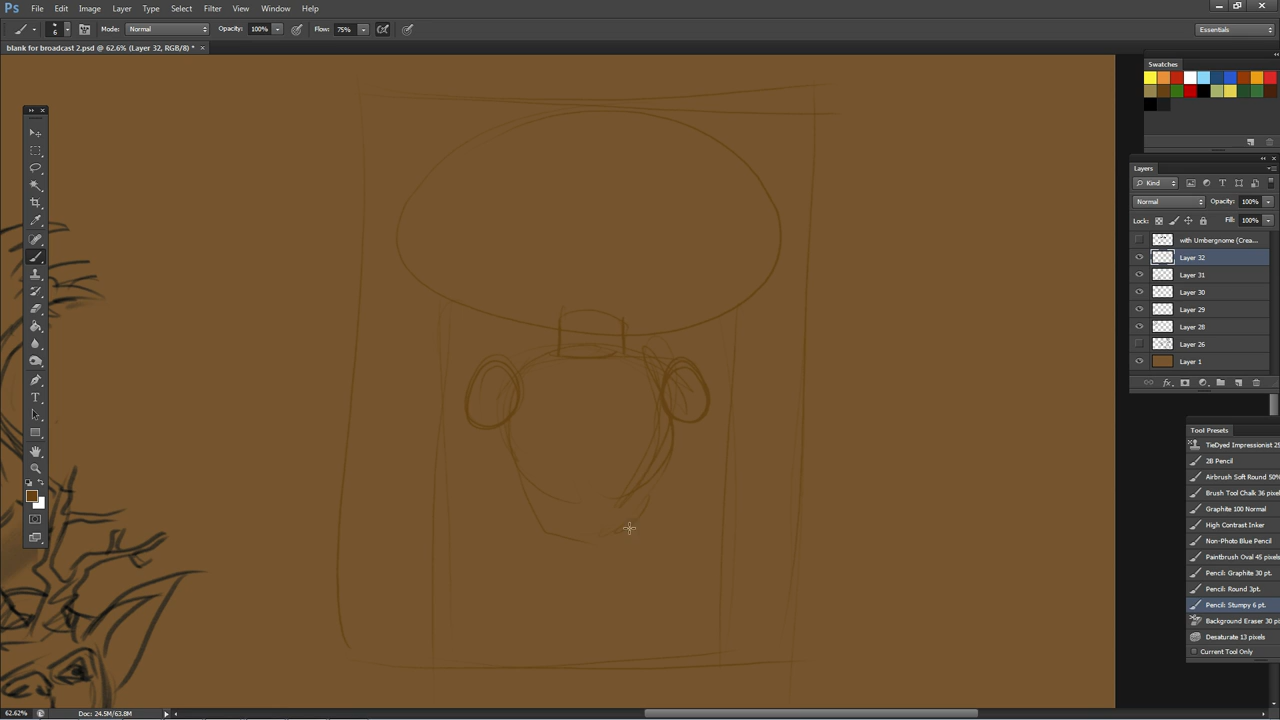 Ps File Edit Image Layer Type Select Filter View Window Help
6 Mode: Normal Opacity: 100% Flow: 75% Essentials
blank for broadcast 2.psd @ 62.6% (Layer 32, RGB/8) * ×
Swatches
Layers
Kind
Normal Opacity: 100%
Lock: Fill: 100%
with Umbergnome (Crea...
Layer 32
Layer 31
Layer 30
Layer 29
Layer 28
Layer 26
Layer 1
fx
Tool Presets
TieDyed Impressionist 25
2B Pencil
Airbrush Soft Round 50%
Brush Tool Chalk 36 pixel
Graphite 100 Normal
High Contrast Inker
Non-Photo Blue Pencil
Paintbrush Oval 45 pixels
Pencil: Graphite 30 pt.
Pencil: Round 3pt.
Pencil: Stumpy 6 pt.
Background Eraser 30 pi
Desaturate 13 pixels
Current Tool Only
62.62% Doc: 24.5M/63.8M